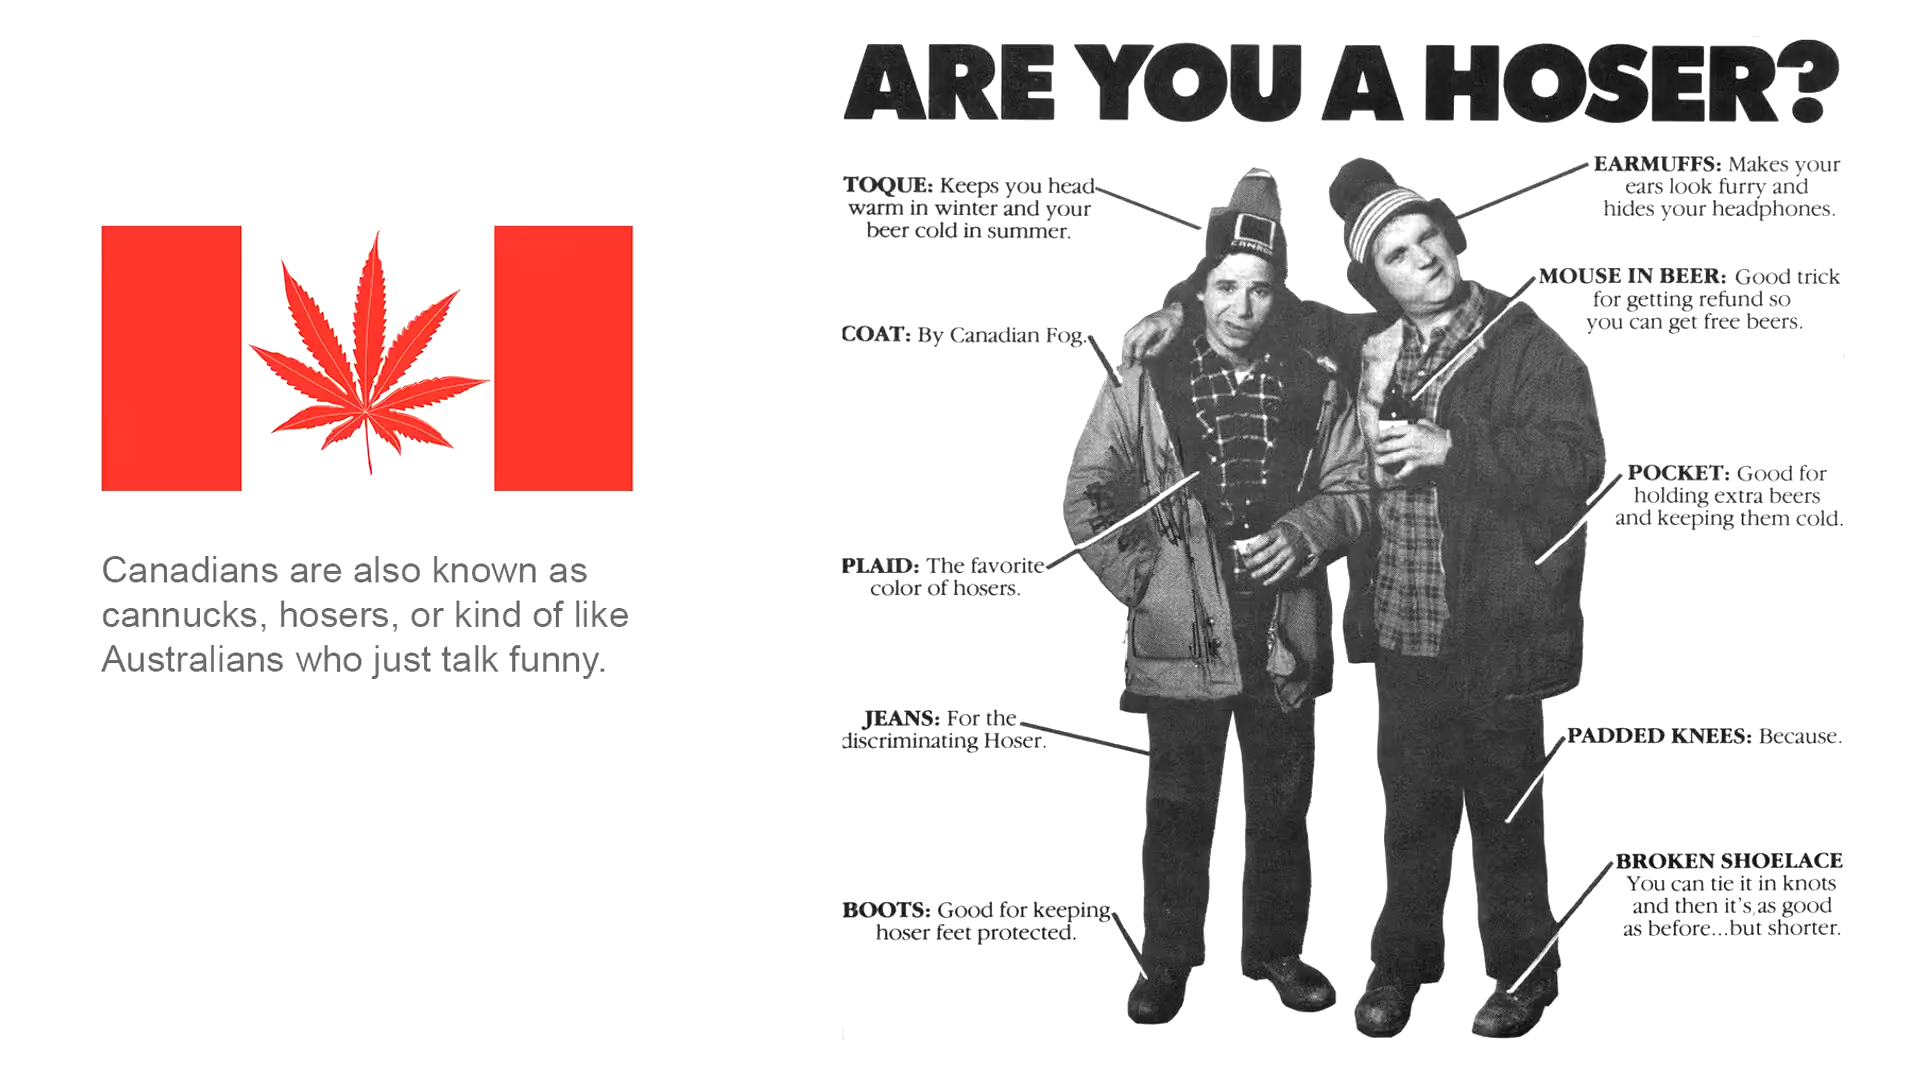 ARE YOU A HOSER?
Canadians are also known as
cannucks, hosers, or kind of like
Australians who just talk funny.
TOQUE: Keeps you head
warm in winter and your
beer cold in summer.
COAT: By Canadian Fog.
PLAID: The favorite
color of hosers.
JEANS: For the
discriminating Hoser.
BOOTS: Good for keeping
hoser feet protected.
CANADA
EARMUFFS: Makes your
ears look furry and
hides your headphones.
MOUSE IN BEER: Good trick
for getting refund so
you can get free beers.
POCKET: Good for
holding extra beers
and keeping them cold.
PADDED KNEES: Because.
BROKEN SHOELACE
You can tie it in knots
and then it's as good
as before...but shorter.